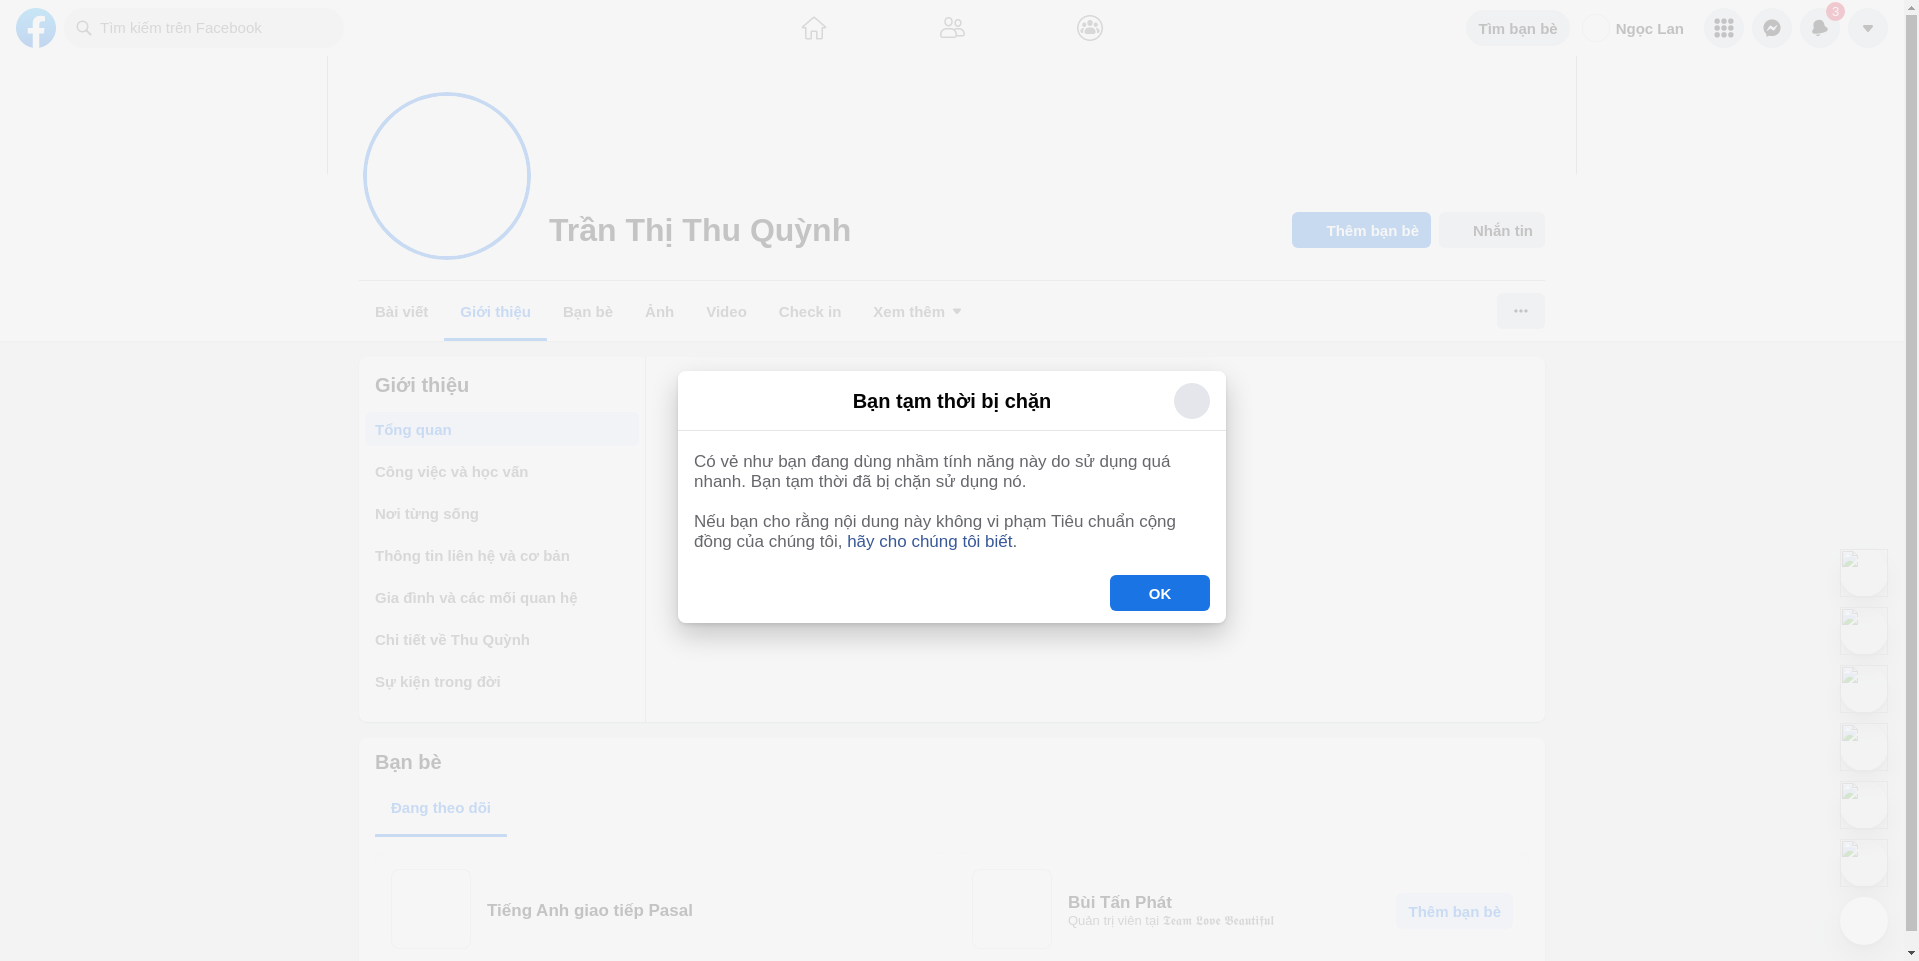 Tìm kiếm trên Facebook
Tìm bạn bè
Ngọc Lan
3
Trần Thị Thu Quỳnh
Thêm bạn bè
Nhắn tin
Bài viết
Giới thiệu
Bạn bè
Ảnh
Video
Check in
Xem thêm
Giới thiệu
Tổng quan
Công việc và học vấn
Nơi từng sống
Thông tin liên hệ và cơ bản
Gia đình và các mối quan hệ
Chi tiết về Thu Quỳnh
Sự kiện trong đời
Bạn tạm thời bị chặn
Có vẻ như bạn đang dùng nhầm tính năng này do sử dụng quá
nhanh. Bạn tạm thời đã bị chặn sử dụng nó.
Nếu bạn cho rằng nội dung này không vi phạm Tiêu chuẩn cộng
đồng của chúng tôi, hãy cho chúng tôi biết.
OK
Bạn bè
Đang theo dõi
Tiếng Anh giao tiếp Pasal
Bùi Tấn Phát
Quản trị viên tại 𝕿𝖊𝖆𝖒 𝕷𝖔𝖛𝖊 𝕭𝖊𝖆𝖚𝖙𝖎𝖋𝖚𝖑
Thêm bạn bè